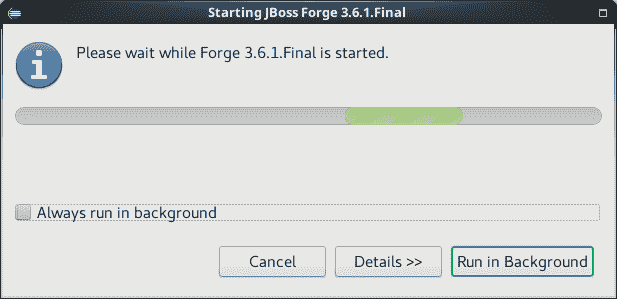 Starting JBoss Forge 3.6.1.Final
Please wait while Forge 3.6.1.Final is started.
Always run in background
Cancel
Details >>
Run in Background